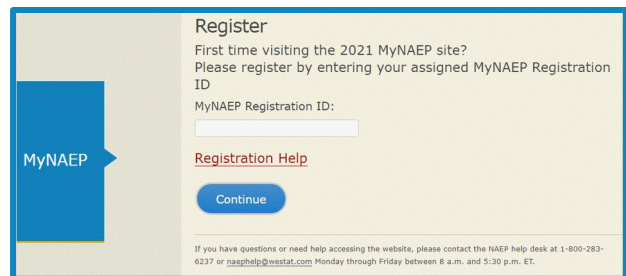 Register
First time visiting the 2021 MyNAEP site?
Please register by entering your assigned MyNAEP Registration
ID
MyNAEP Registration ID:
MyNAEP
Registration Help
Continue
If you have questions or need help accessing the website, please contact the NAEP help desk at 1-800-283-
6237 or naephelp@westat.com Monday through Friday between 8 a.m. and 5:30 p.m. ET.